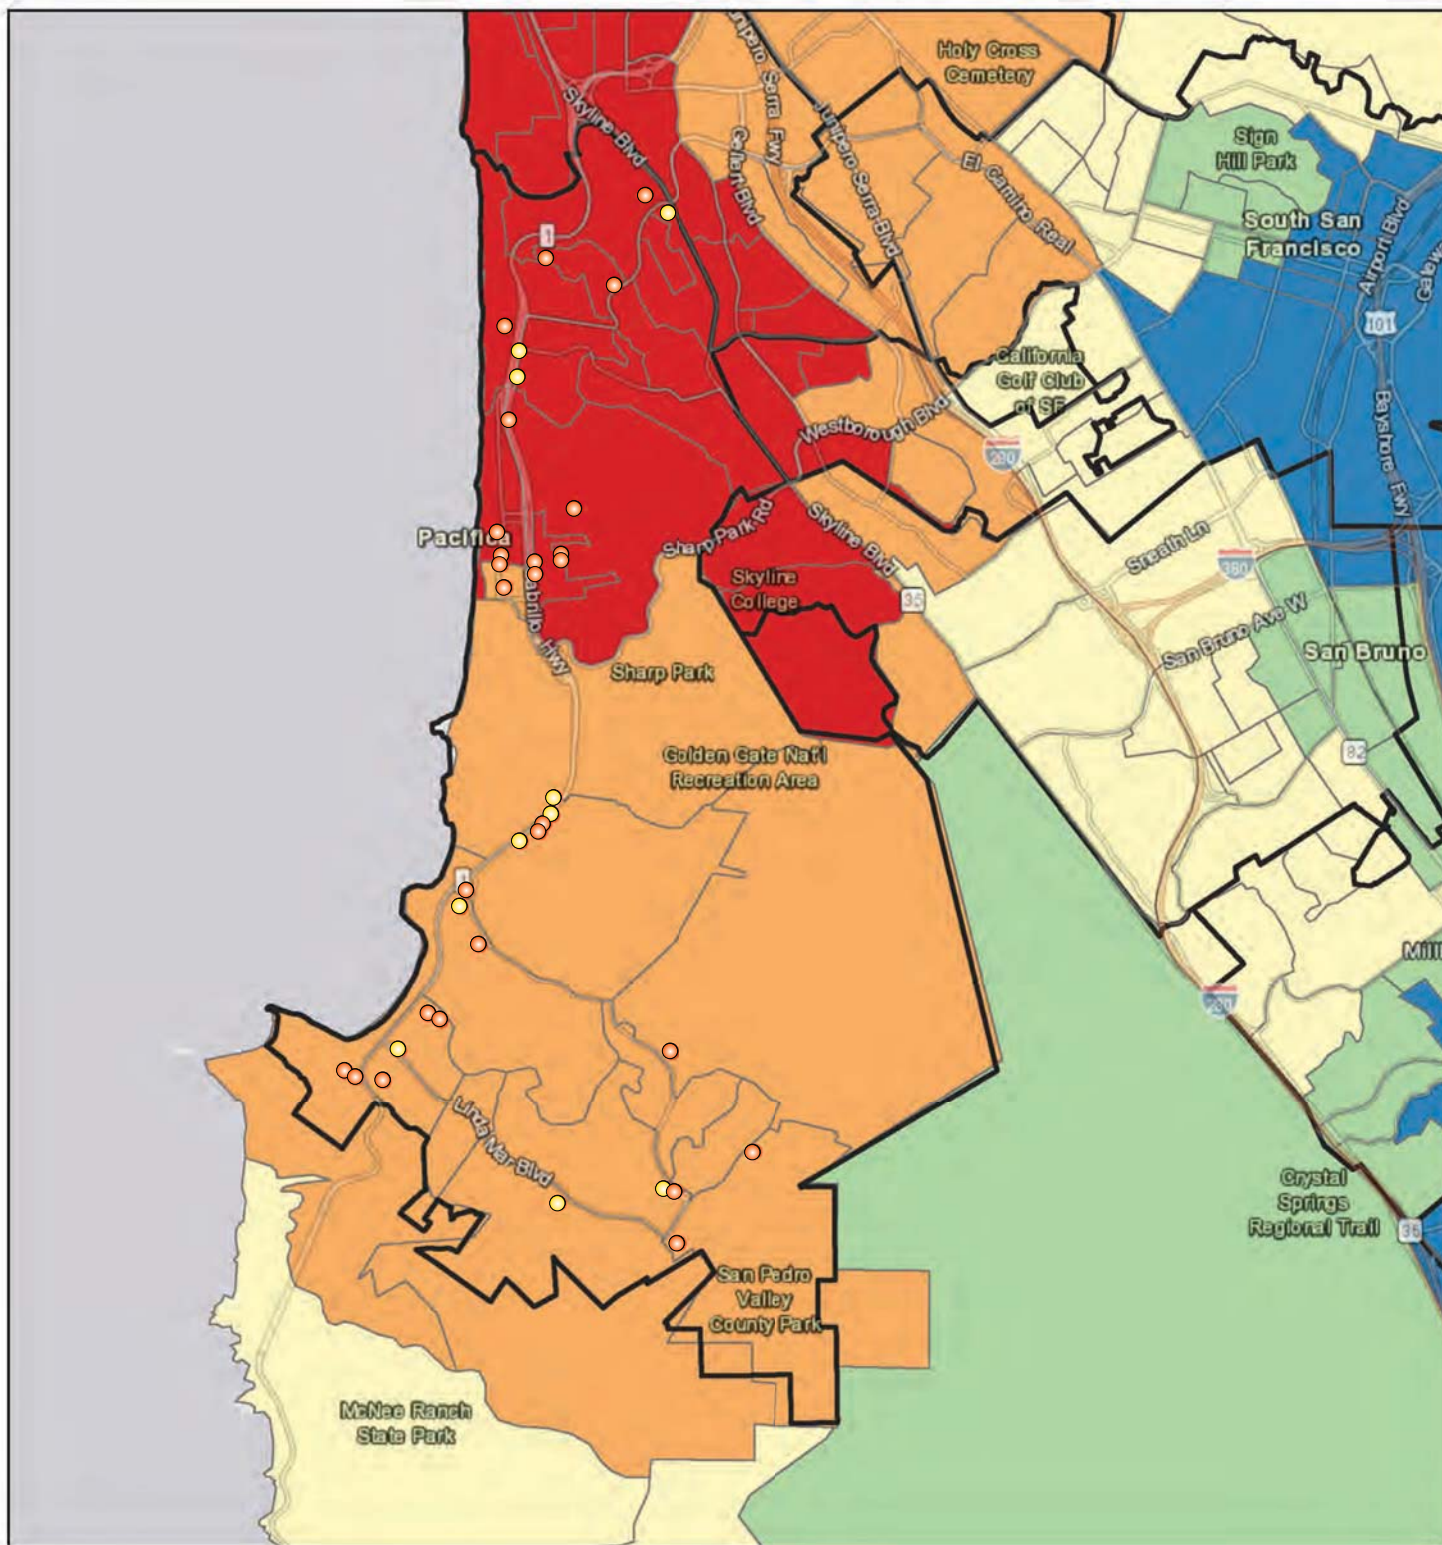 Junipero Serra Fwy
Holy Cross
Cemetery
Skyline Blvd
Gellert Blvd
Junipero Serra Blvd
El Camino Real
Sign
Hill Park
South San
Francisco
Airport Blvd
1
101
California
Golf Club
of SF
Westborough Blvd
280
Bayshore Fwy
Pacifica
Sharp Park Rd
Skyline Blvd
Sneath Ln
380
Skyline
College
35
Cabrillo Hwy
San Bruno Ave W
San Bruno
Sharp Park
Golden Gate Nat'l
Recreation Area
82
1
Mill
280
Linda Mar Blvd
Crystal
Springs
Regional Trail
35
San Pedro
Valley
County Park
McNee Ranch
State Park